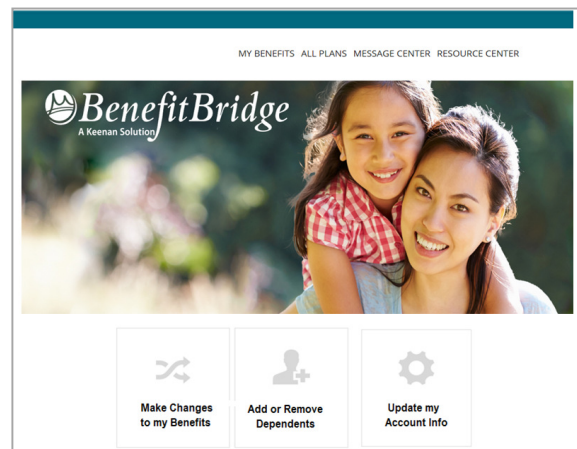 MY BENEFITS ALL PLANS MESSAGE CENTER RESOURCE CENTER
BenefitBridge
A Keenan Solution
Make Changes
to my Benefits
Add or Remove
Dependents
Update my
Account Info